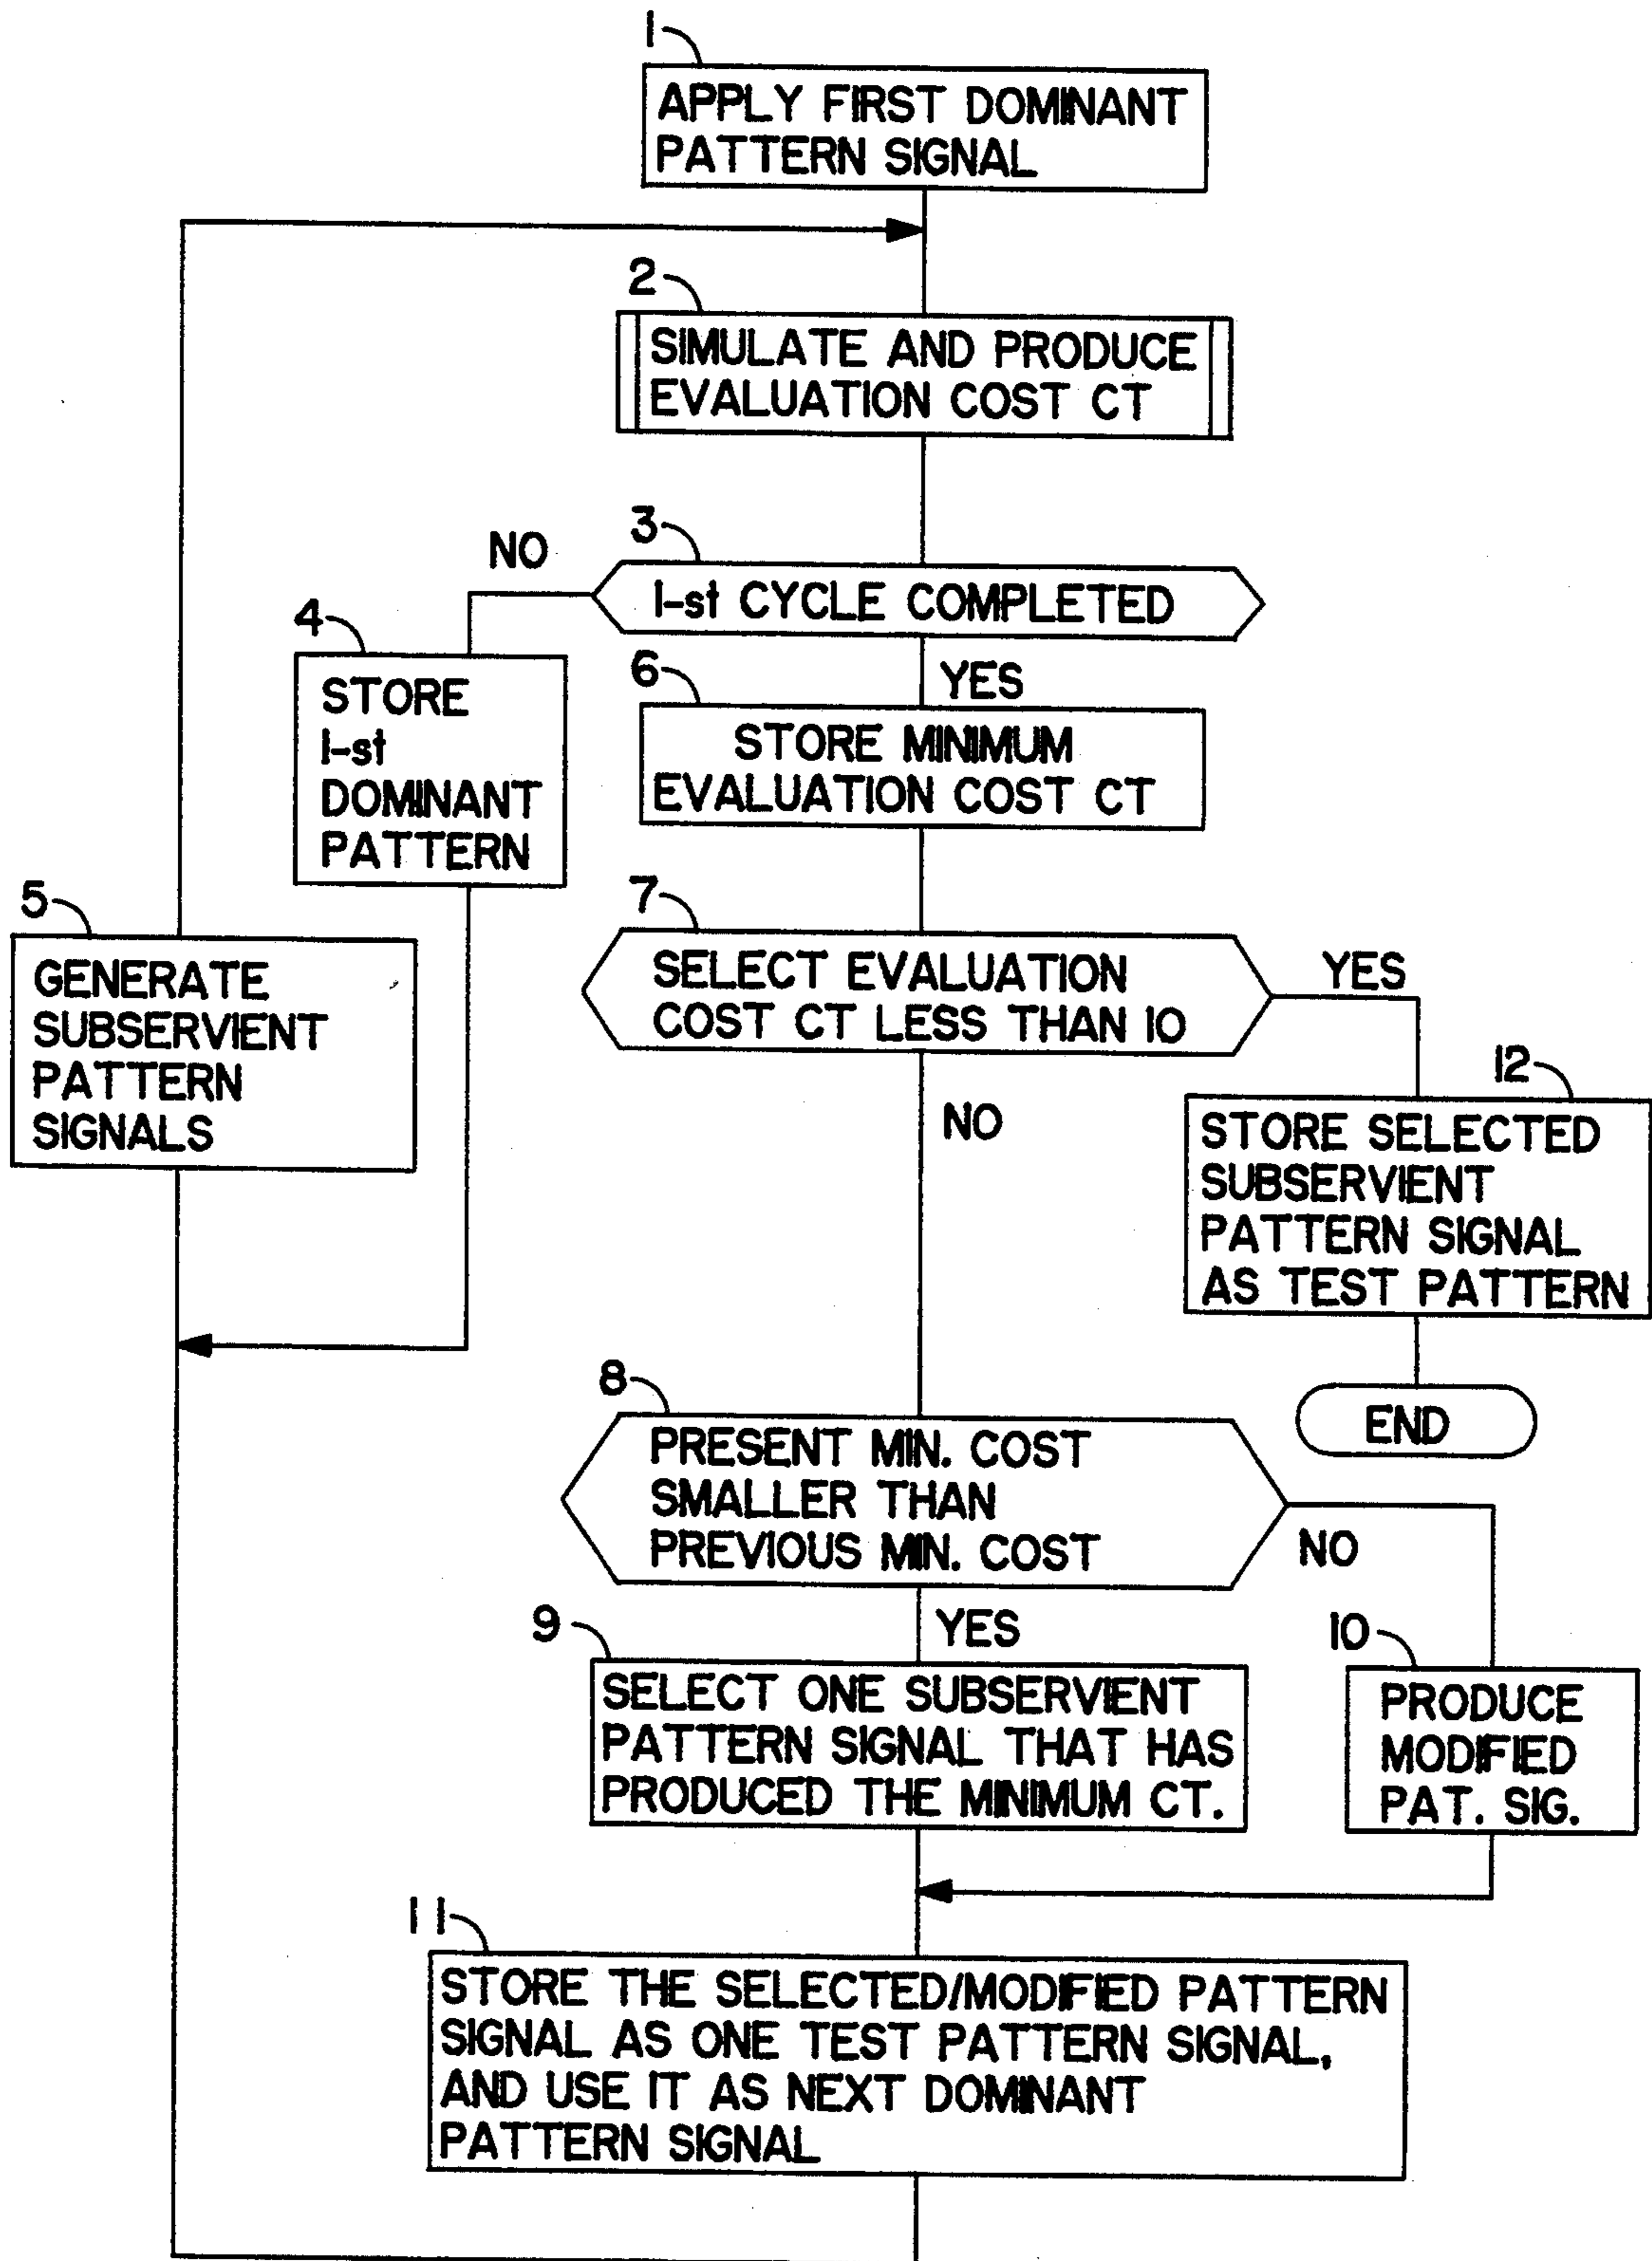 1
APPLY FIRST DOMINANT
PATTERN SIGNAL
2
SIMULATE AND PRODUCE
EVALUATION COST CT
3
NO
1-st CYCLE COMPLETED
4
STORE
1-st
DOMINANT
PATTERN
6
YES
STORE MINIMUM
EVALUATION COST CT
5
GENERATE
SUBSERVIENT
PATTERN
SIGNALS
7
SELECT EVALUATION
COST CT LESS THAN 10
YES
NO
12
STORE SELECTED
SUBSERVIENT
PATTERN SIGNAL
AS TEST PATTERN
END
8
PRESENT MIN. COST
SMALLER THAN
PREVIOUS MIN. COST
NO
YES
9
SELECT ONE SUBSERVIENT
PATTERN SIGNAL THAT HAS
PRODUCED THE MINIMUM CT.
10
PRODUCE
MODIFIED
PAT. SIG.
11
STORE THE SELECTED/MODIFIED PATTERN
SIGNAL AS ONE TEST PATTERN SIGNAL,
AND USE IT AS NEXT DOMINANT
PATTERN SIGNAL